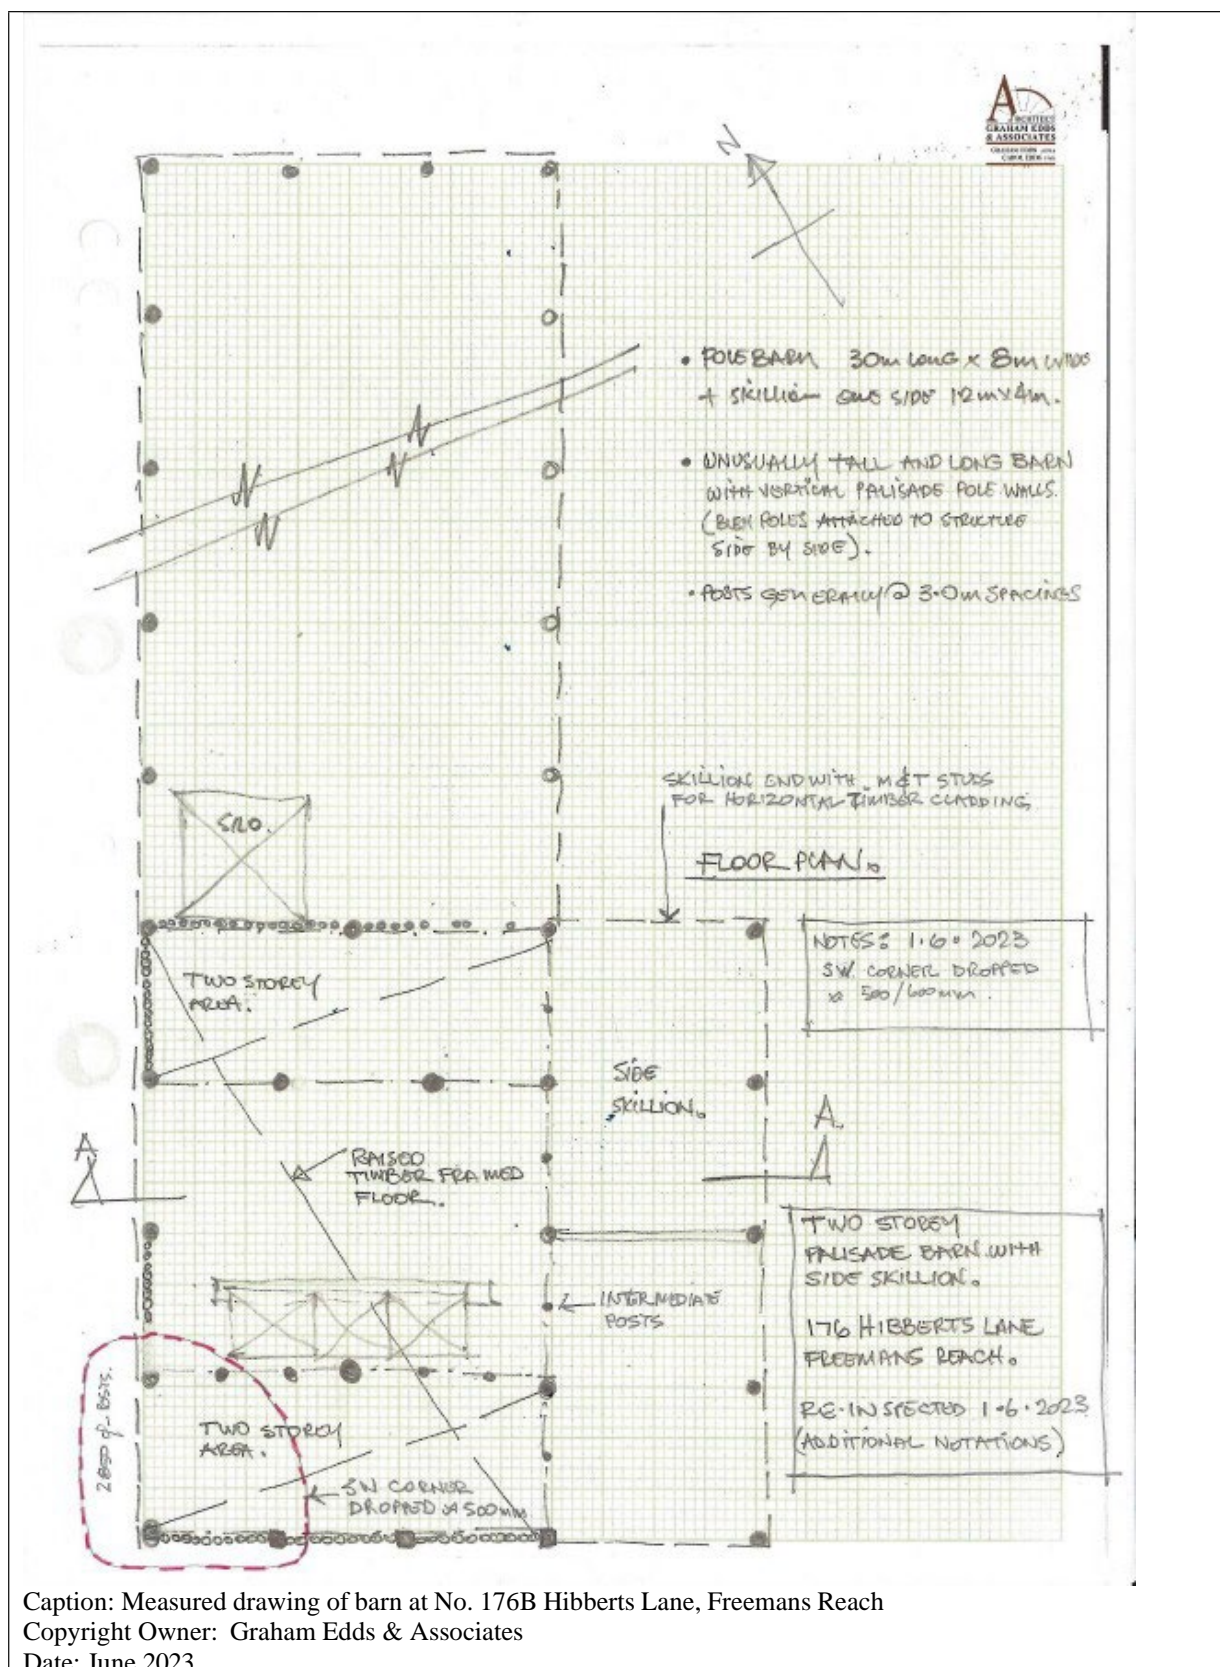 ARCHITECT
GRAHAM EDDS
& ASSOCIATES
N
• POLE BARN 30m LONG x 8m WIDE
+ SKILLION ONE SIDE 12m x 4m.
• UNUSUALLY TALL AND LONG BARN
WITH VERTICAL PALISADE POLE WALLS.
(BUSH POLES ATTACHED TO STRUCTURE
SIDE BY SIDE).
• POSTS GENERALLY @ 3.0m SPACINGS
SKILLION END WITH M&T STUDS
FOR HORIZONTAL TIMBER CLADDING
SILO.
FLOOR PLAN.
NOTES: 1.6.2023
SW. CORNER DROPPED
500/600mm.
TWO STOREY
AREA.
SIDE
SKILLION.
A
A.
RAISED
TIMBER FRAMED
FLOOR.
TWO STOREY
PALISADE BARN WITH
SIDE SKILLION.
176 HIBBERTS LANE
FREEMANS REACH.
RE-INSPECTED 1.6.2023
(ADDITIONAL NOTATIONS)
INTERMEDIATE
POSTS
of POSTS.
TWO STOREY
AREA.
SW CORNER
DROPPED 500mm
Caption: Measured drawing of barn at No. 176B Hibberts Lane, Freemans Reach
Copyright Owner: Graham Edds & Associates
Date: June 2023